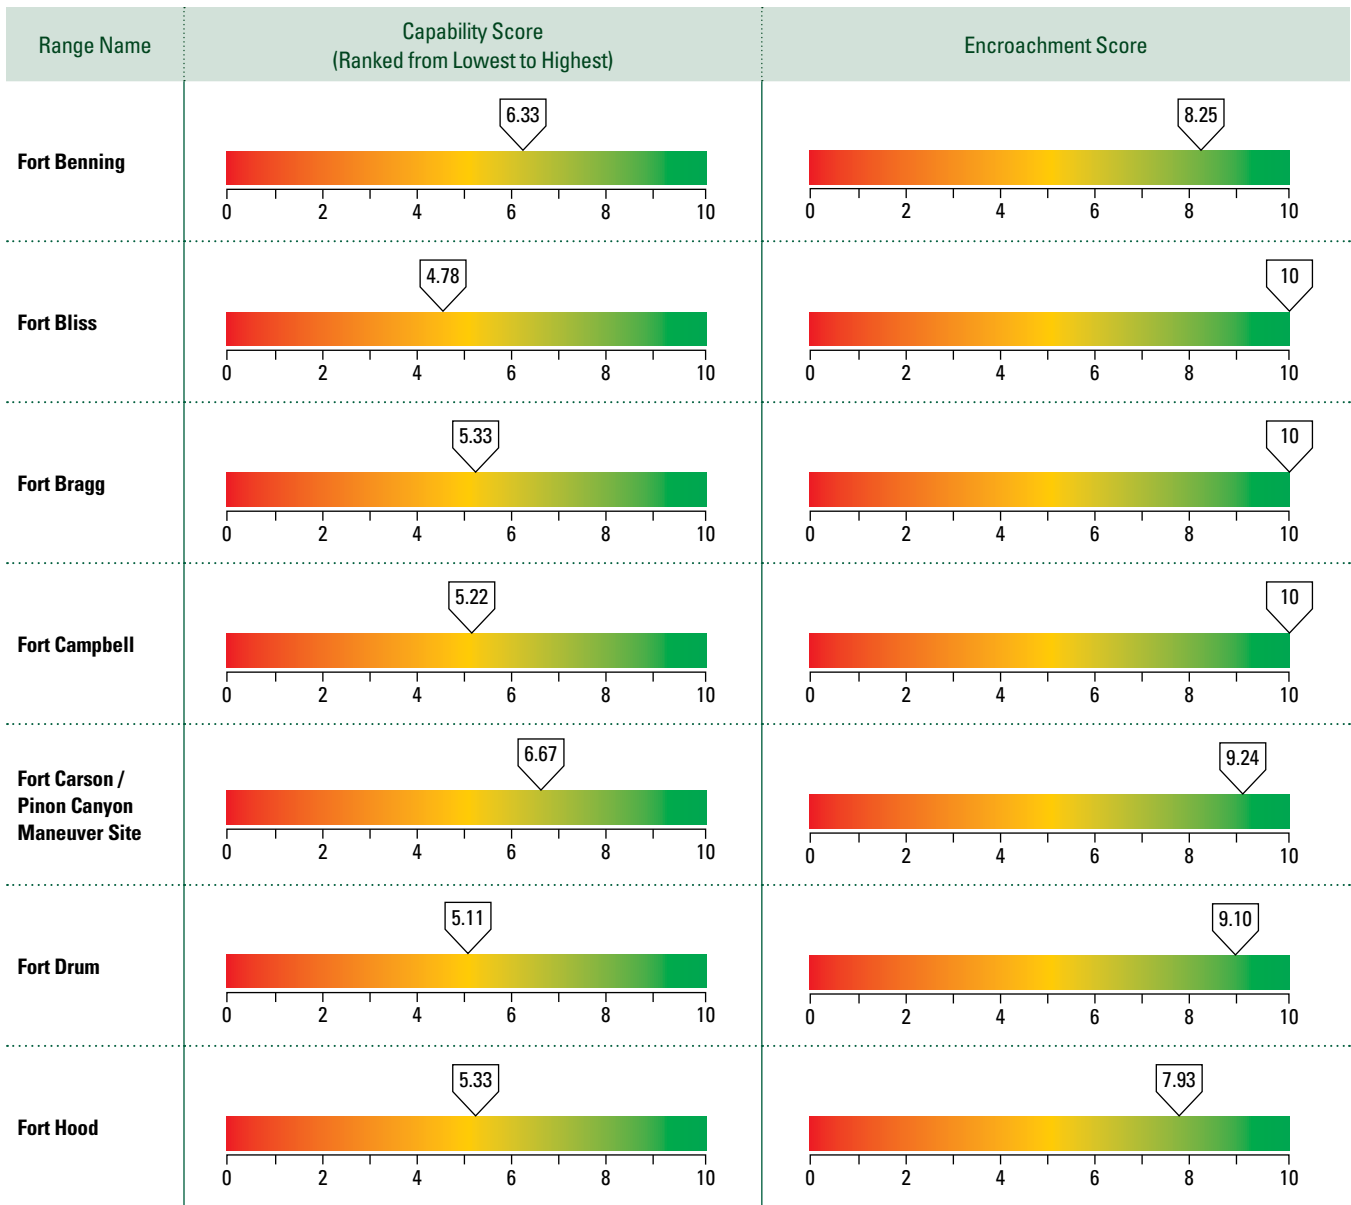 Range Name
Capability Score
(Ranked from Lowest to Highest)
Encroachment Score
Fort Benning
6.33
0 2 4 6 8 10
8.25
0 2 4 6 8 10
Fort Bliss
4.78
0 2 4 6 8 10
10
0 2 4 6 8 10
Fort Bragg
5.33
0 2 4 6 8 10
10
0 2 4 6 8 10
Fort Campbell
5.22
0 2 4 6 8 10
10
0 2 4 6 8 10
Fort Carson /
Pinon Canyon
Maneuver Site
6.67
0 2 4 6 8 10
9.24
0 2 4 6 8 10
Fort Drum
5.11
0 2 4 6 8 10
9.10
0 2 4 6 8 10
Fort Hood
5.33
0 2 4 6 8 10
7.93
0 2 4 6 8 10